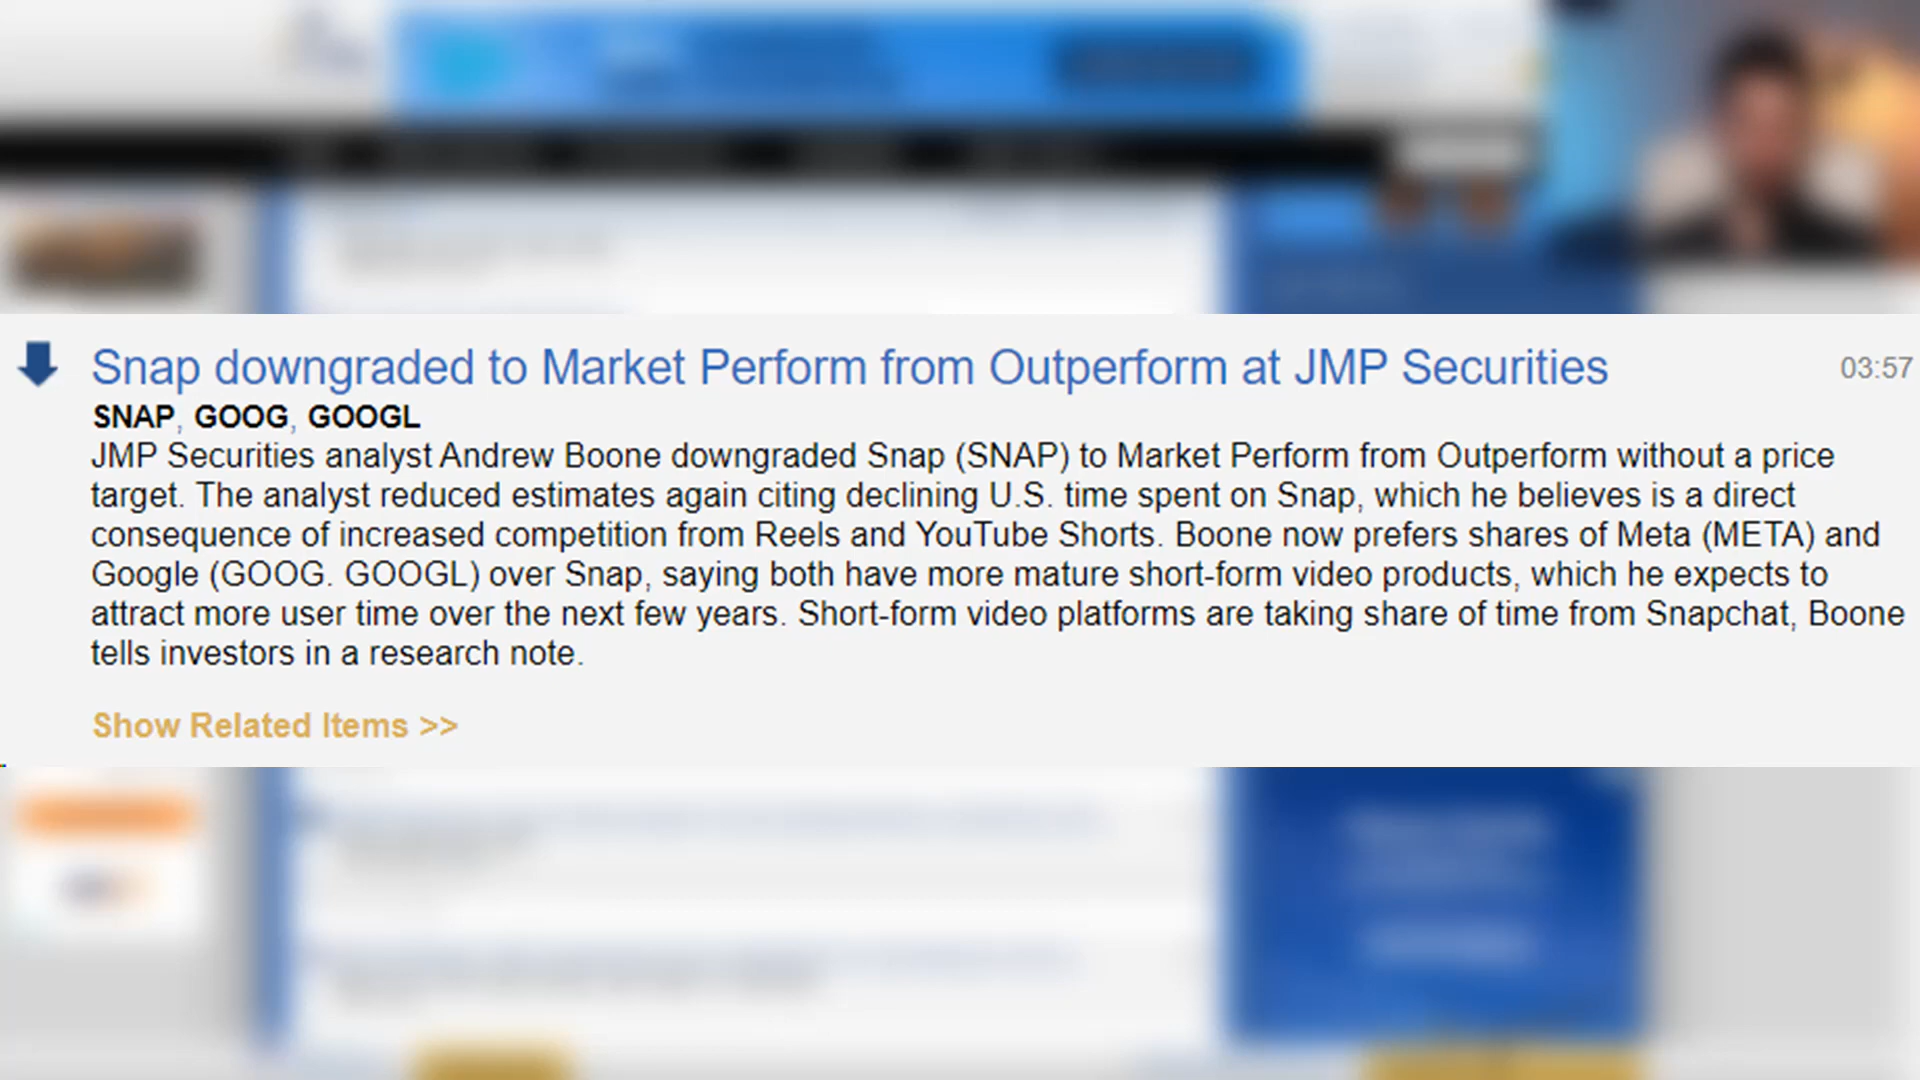 Snap downgraded to Market Perform from Outperform at JMP Securities 03:57
SNAP, GOOG, GOOGL
JMP Securities analyst Andrew Boone downgraded Snap (SNAP) to Market Perform from Outperform without a price
target. The analyst reduced estimates again citing declining U.S. time spent on Snap, which he believes is a direct
consequence of increased competition from Reels and YouTube Shorts. Boone now prefers shares of Meta (META) and
Google (GOOG. GOOGL) over Snap, saying both have more mature short-form video products, which he expects to
attract more user time over the next few years. Short-form video platforms are taking share of time from Snapchat, Boone
tells investors in a research note.
Show Related Items >>